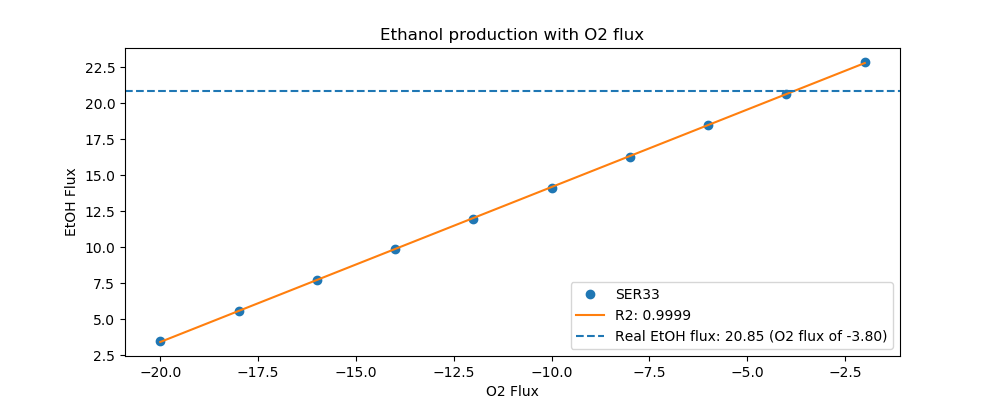 Ethanol production with O2 flux
EtOH Flux
22.5
20.0
17.5
15.0
12.5
10.0
7.5
5.0
2.5
SER33
R2: 0.9999
Real EtOH flux: 20.85 (O2 flux of -3.80)
−20.0 −17.5 −15.0 −12.5 −10.0 −7.5 −5.0 −2.5
O2 Flux